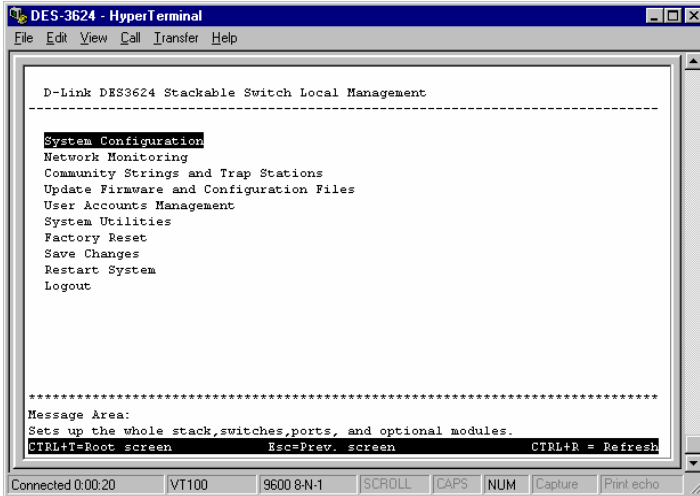 DES-3624 - HyperTerminal
File Edit View Call Transfer Help
D-Link DES3624 Stackable Switch Local Management
--------------------------------------------------------------------------------
System Configuration
Network Monitoring
Community Strings and Trap Stations
Update Firmware and Configuration Files
User Accounts Management
System Utilities
Factory Reset
Save Changes
Restart System
Logout
********************************************************************************
Message Area:
Sets up the whole stack,switches,ports, and optional modules.
CTRL+T=Root screen Esc=Prev. screen CTRL+R = Refresh
Connected 0:00:20 VT100 9600 8-N-1 SCROLL CAPS NUM Capture Print echo